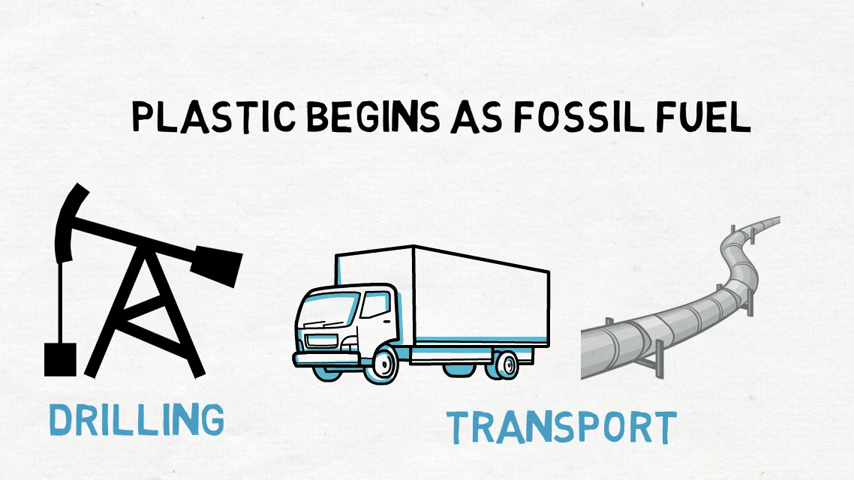 PLASTIC BEGINS AS FOSSIL FUEL
DRILLING
TRANSPORT